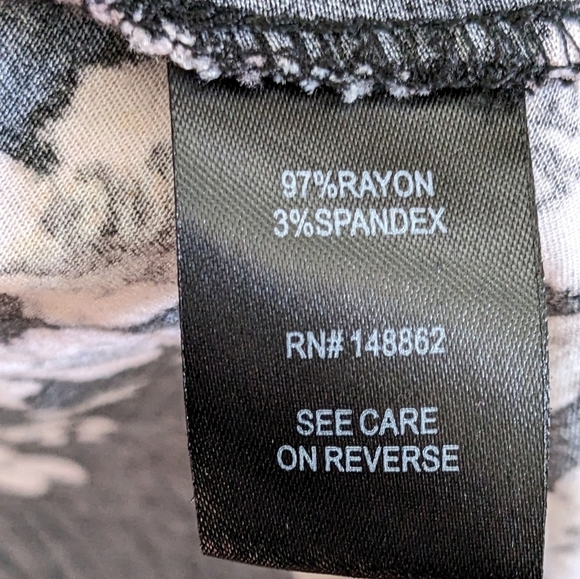 97%RAYON
3%SPANDEX
RN# 148862
SEE CARE
ON REVERSE